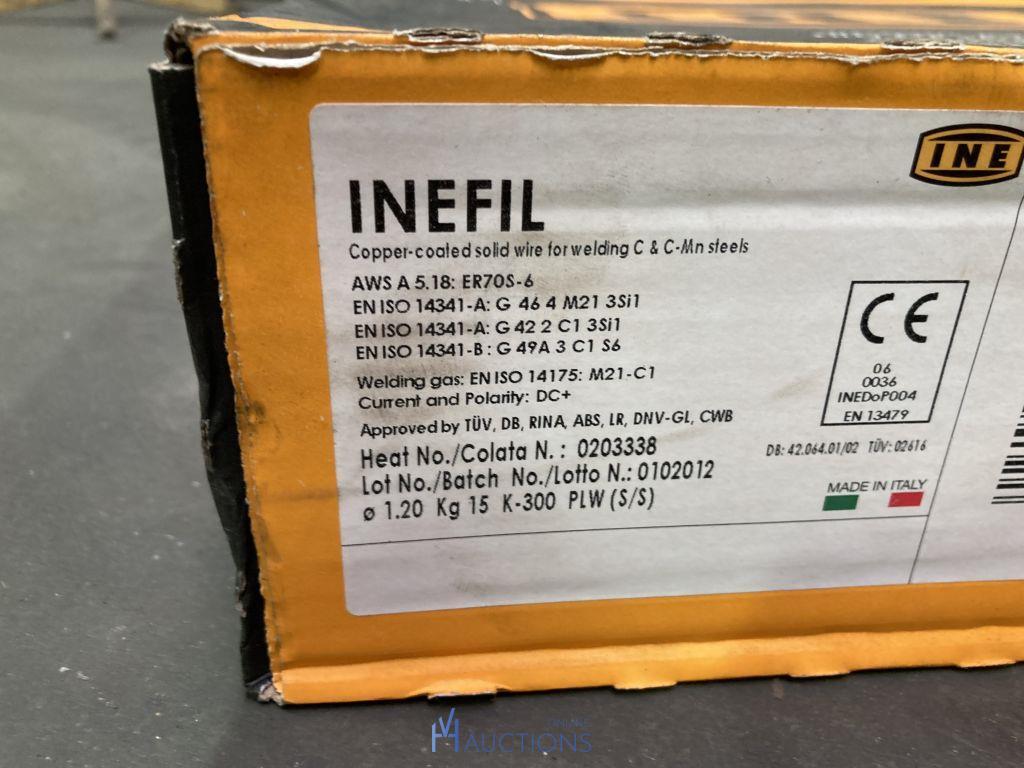 INE
INEFIL
Copper-coated solid wire for welding C & C-Mn steels
AWS A 5.18: ER70S-6
EN ISO 14341-A: G 46 4 M21 3Si1
EN ISO 14341-A: G 42 2 C1 3Si1
EN ISO 14341-B : G 49A 3 C1 S6
Welding gas: EN ISO 14175: M21-C1
Current and Polarity: DC+
Approved by TÜV, DB, RINA, ABS, LR, DNV-GL, CWB
Heat No./Colata N. : 0203338
Lot No./Batch No./Lotto N.: 0102012
ø 1.20 Kg 15 K-300 PLW (S/S)
CE
06
0036
INEDoP004
EN 13479
DB: 42.064.01/02 TÜV: 02616
MADE IN ITALY
VH ONLINE
AUCTIONS